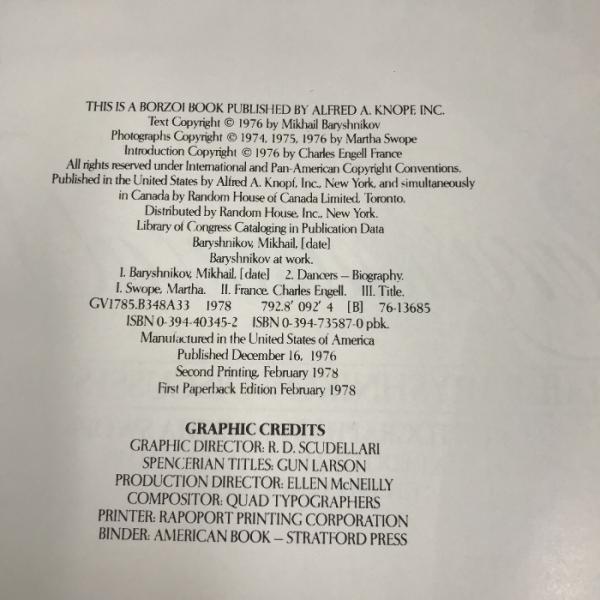 THIS IS A BORZOI BOOK PUBLISHED BY ALFRED A. KNOPF, INC.
Text Copyright © 1976 by Mikhail Baryshnikov
Photographs Copyright © 1974, 1975, 1976 by Martha Swope
Introduction Copyright © 1976 by Charles Engell France
All rights reserved under International and Pan-American Copyright Conventions.
Published in the United States by Alfred A. Knopf, Inc., New York, and simultaneously
in Canada by Random House of Canada Limited, Toronto.
Distributed by Random House, Inc., New York.
Library of Congress Cataloging in Publication Data
Baryshnikov, Mikhail, [date]
Baryshnikov at work.
1. Baryshnikov, Mikhail, [date] 2. Dancers — Biography.
I. Swope, Martha. II. France, Charles Engell. III. Title.
GV1785.B348A33 1978 792.8' 092' 4 [B] 76-13685
ISBN 0-394-40345-2 ISBN 0-394-73587-0 pbk.
Manufactured in the United States of America
Published December 16, 1976
Second Printing, February 1978
First Paperback Edition February 1978
GRAPHIC CREDITS
GRAPHIC DIRECTOR: R. D. SCUDELLARI
SPENCERIAN TITLES: GUN LARSON
PRODUCTION DIRECTOR: ELLEN McNEILLY
COMPOSITOR: QUAD TYPOGRAPHERS
PRINTER: RAPOPORT PRINTING CORPORATION
BINDER: AMERICAN BOOK — STRATFORD PRESS